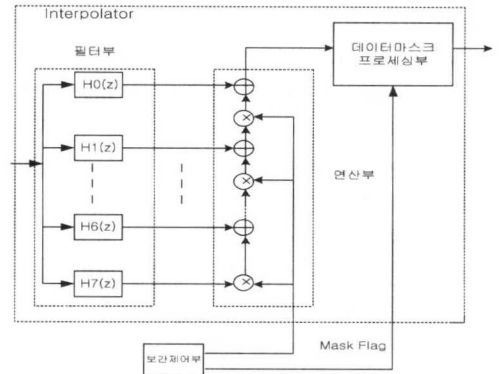 Interpolator
필터부
데이터마스크
프로세싱부
H0(z)
H1(z)
연산부
H6(z)
H7(z)
Mask Flag
보간제어부